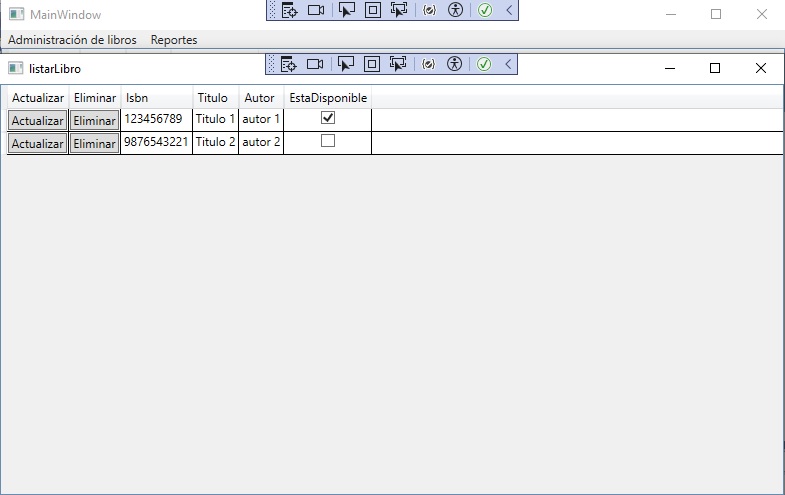 MainWindow
Administración de libros Reportes
listarLibro
Actualizar Eliminar Isbn Titulo Autor EstaDisponible
Actualizar Eliminar 123456789 Titulo 1 autor 1
Actualizar Eliminar 9876543221 Titulo 2 autor 2